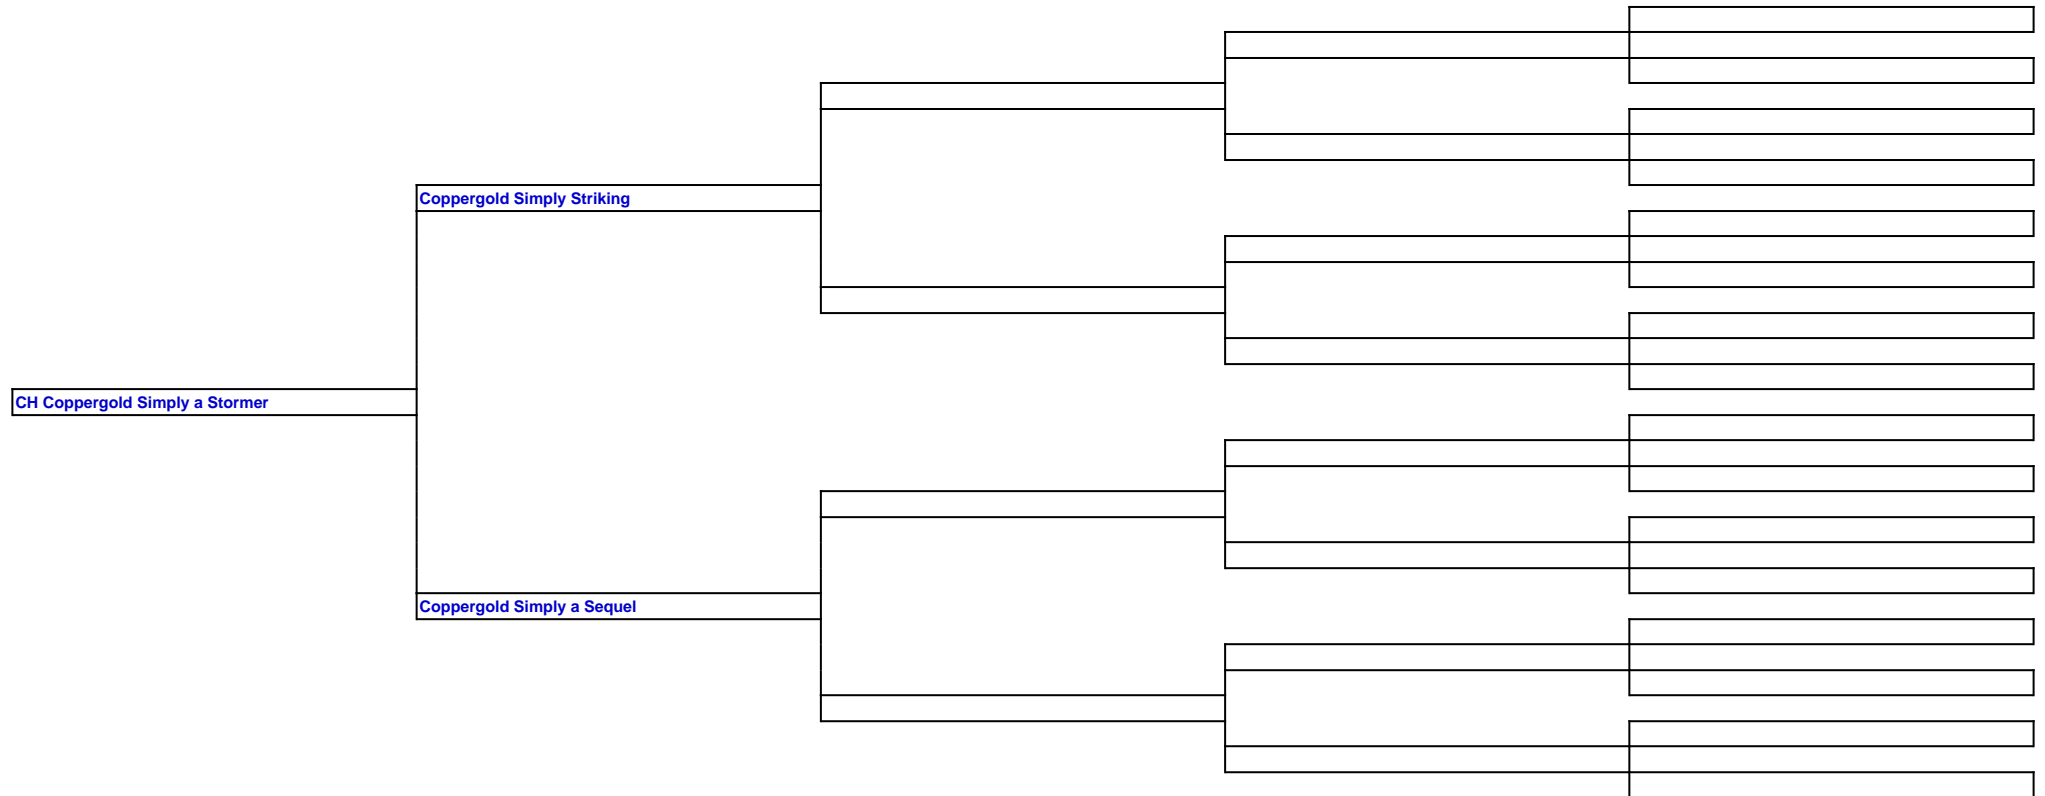 Coppergold Simply Striking
CH Coppergold Simply a Stormer
Coppergold Simply a Sequel